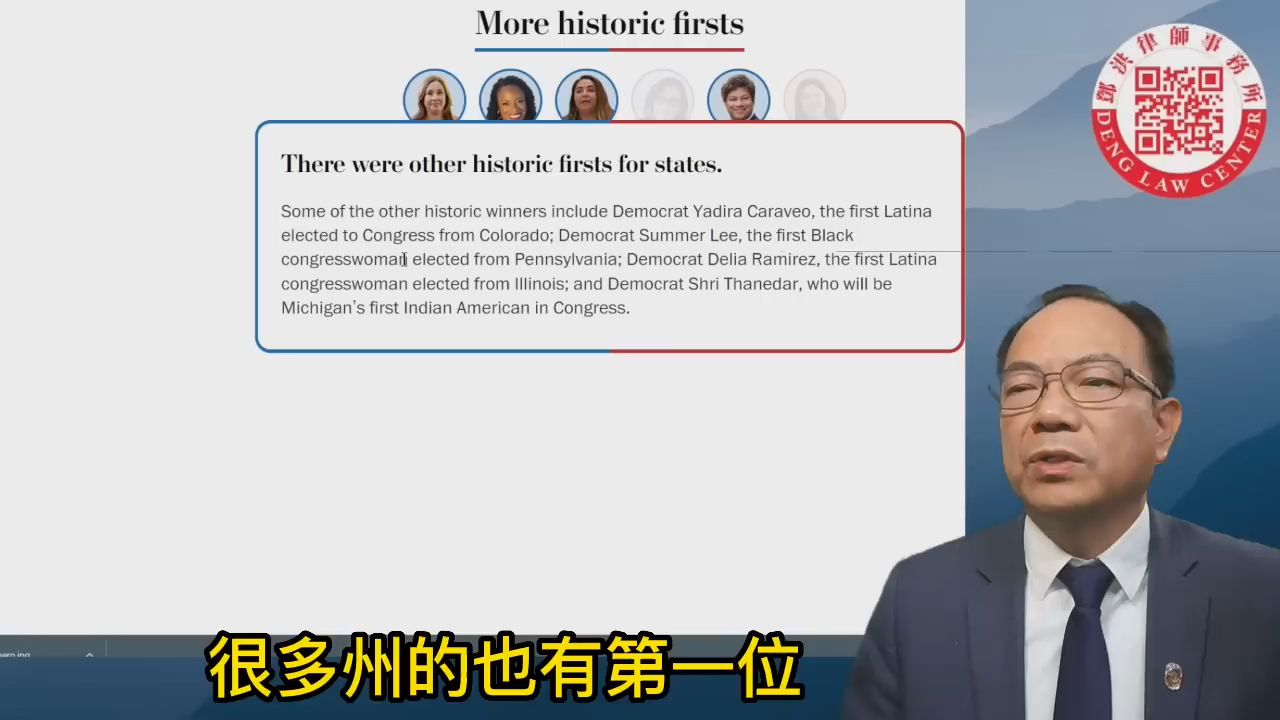 More historic firsts
There were other historic firsts for states.
Some of the other historic winners include Democrat Yadira Caraveo, the first Latina
elected to Congress from Colorado; Democrat Summer Lee, the first Black
congresswoman elected from Pennsylvania; Democrat Delia Ramirez, the first Latina
congresswoman elected from Illinois; and Democrat Shri Thanedar, who will be
Michigan's first Indian American in Congress.
鄧洪律師事務所
DENG LAW CENTER
很多州的也有第一位